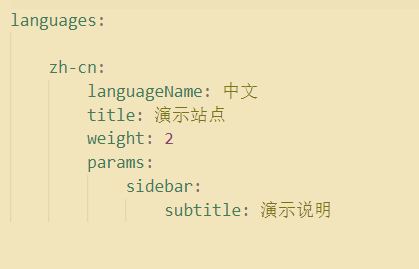 languages:
zh-cn:
languageName: 中文
title: 演示站点
weight: 2
params:
sidebar:
subtitle: 演示说明